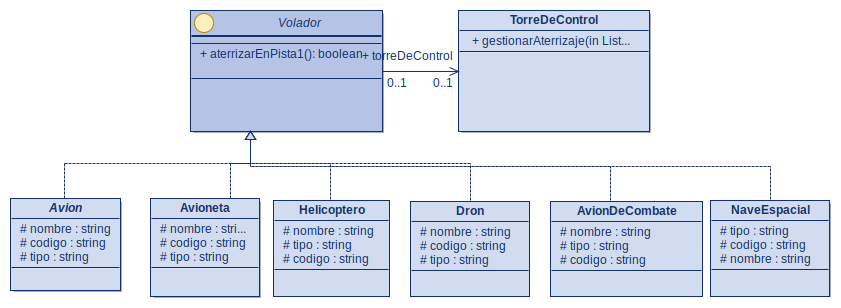 Volador
+ aterrizarEnPista1(): boolean
TorreDeControl
+ gestionarAterrizaje(in List...
+ torreDeControl
0..1
0..1
Avion
# nombre : string
# codigo : string
# tipo : string
Avioneta
# nombre : stri...
# codigo : string
# tipo : string
Helicoptero
# nombre : string
# tipo : string
# codigo : string
Dron
# nombre : string
# codigo : string
# tipo : string
AvionDeCombate
# nombre : string
# tipo : string
# codigo : string
NaveEspacial
# tipo : string
# codigo : string
# nombre : string